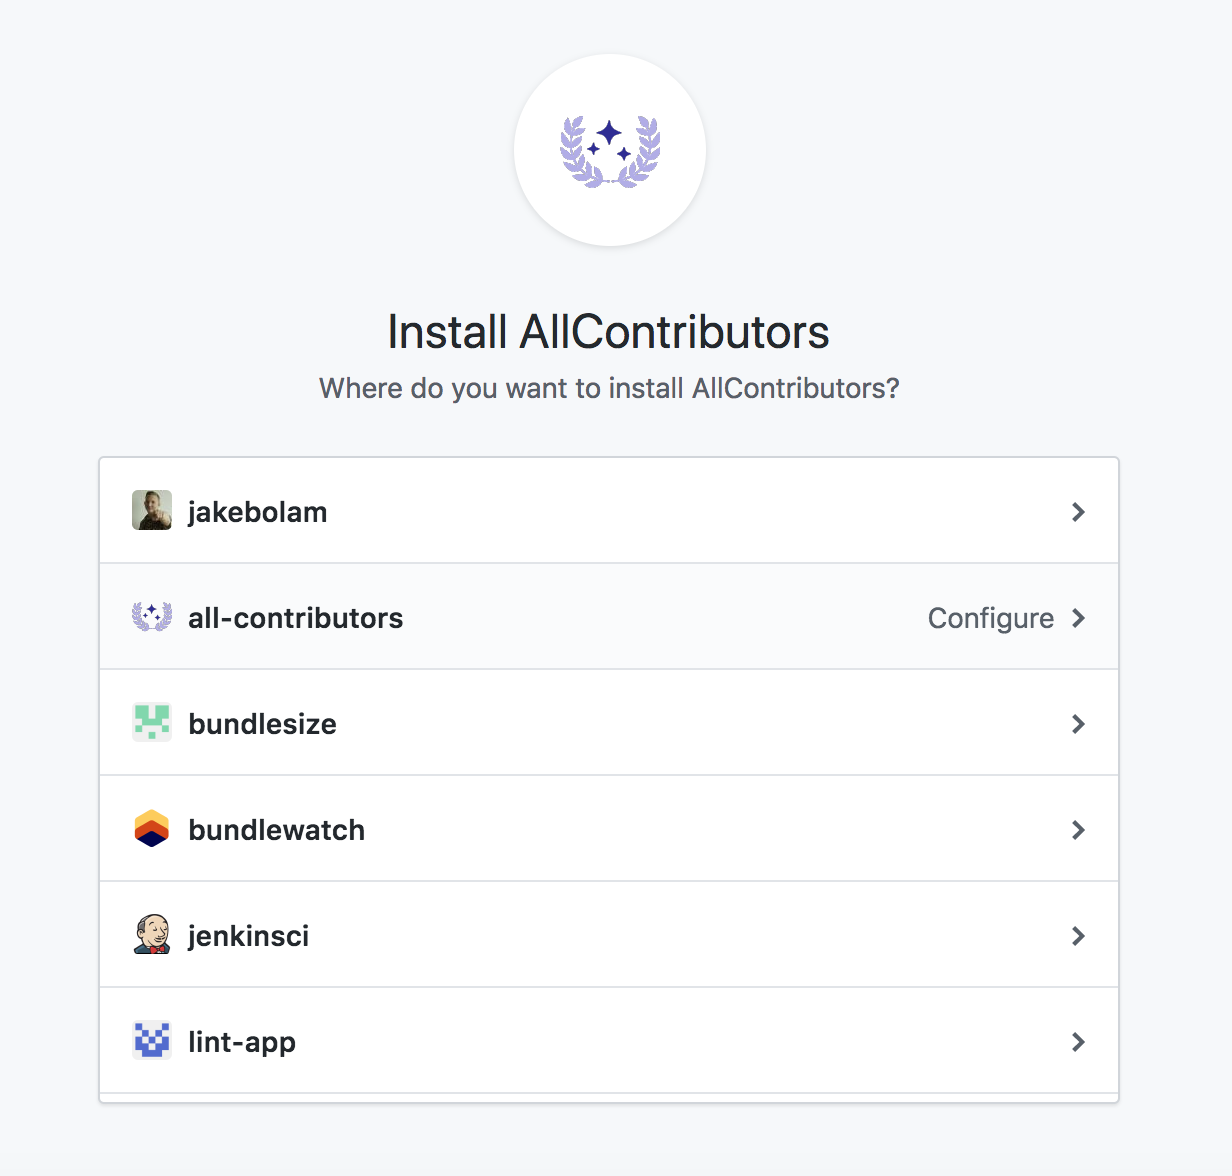 Install AllContributors
Where do you want to install AllContributors?
jakebolam
all-contributors Configure
bundlesize
bundlewatch
jenkinsci
lint-app